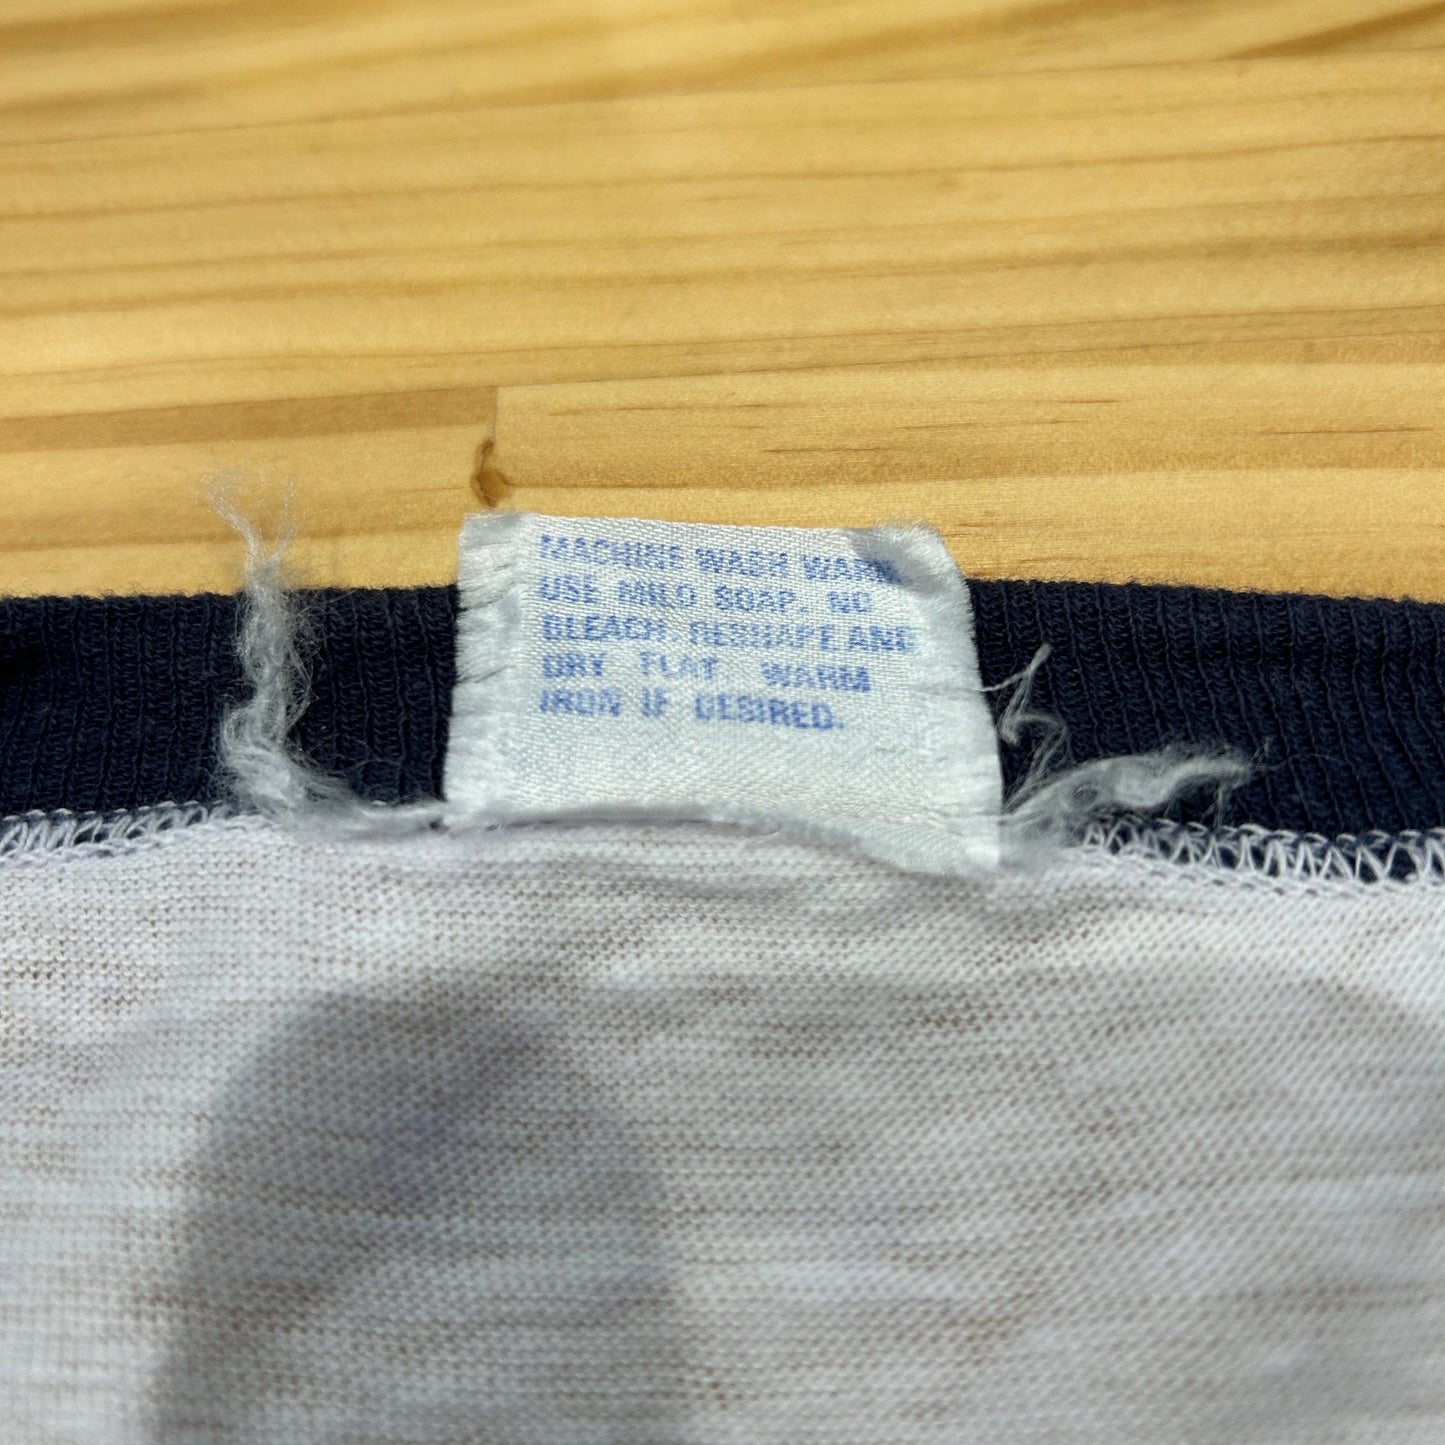 MACHINE WASH WARM
USE MILD SOAP. NO
BLEACH. RESHAPE AND
DRY FLAT. WARM
IRON IF DESIRED.